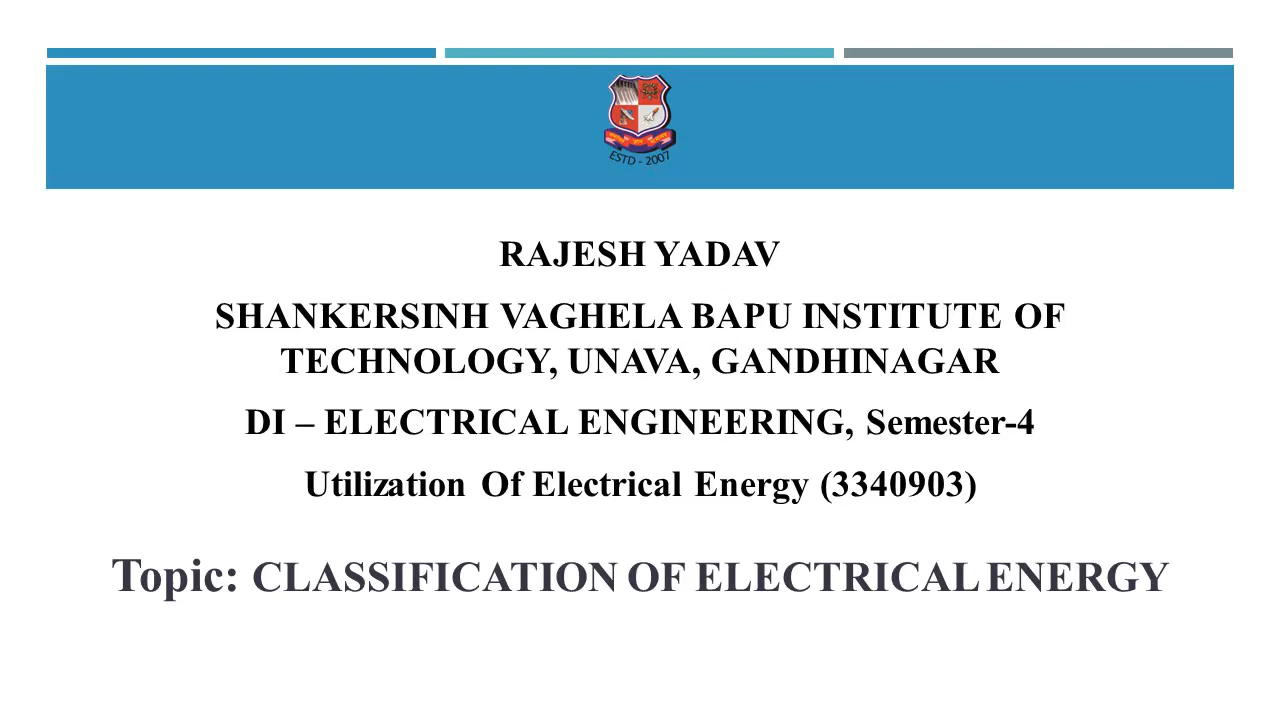 ESTD - 2007
RAJESH YADAV
SHANKERSINH VAGHELA BAPU INSTITUTE OF
TECHNOLOGY, UNAVA, GANDHINAGAR
DI – ELECTRICAL ENGINEERING, Semester-4
Utilization Of Electrical Energy (3340903)
Topic: CLASSIFICATION OF ELECTRICAL ENERGY